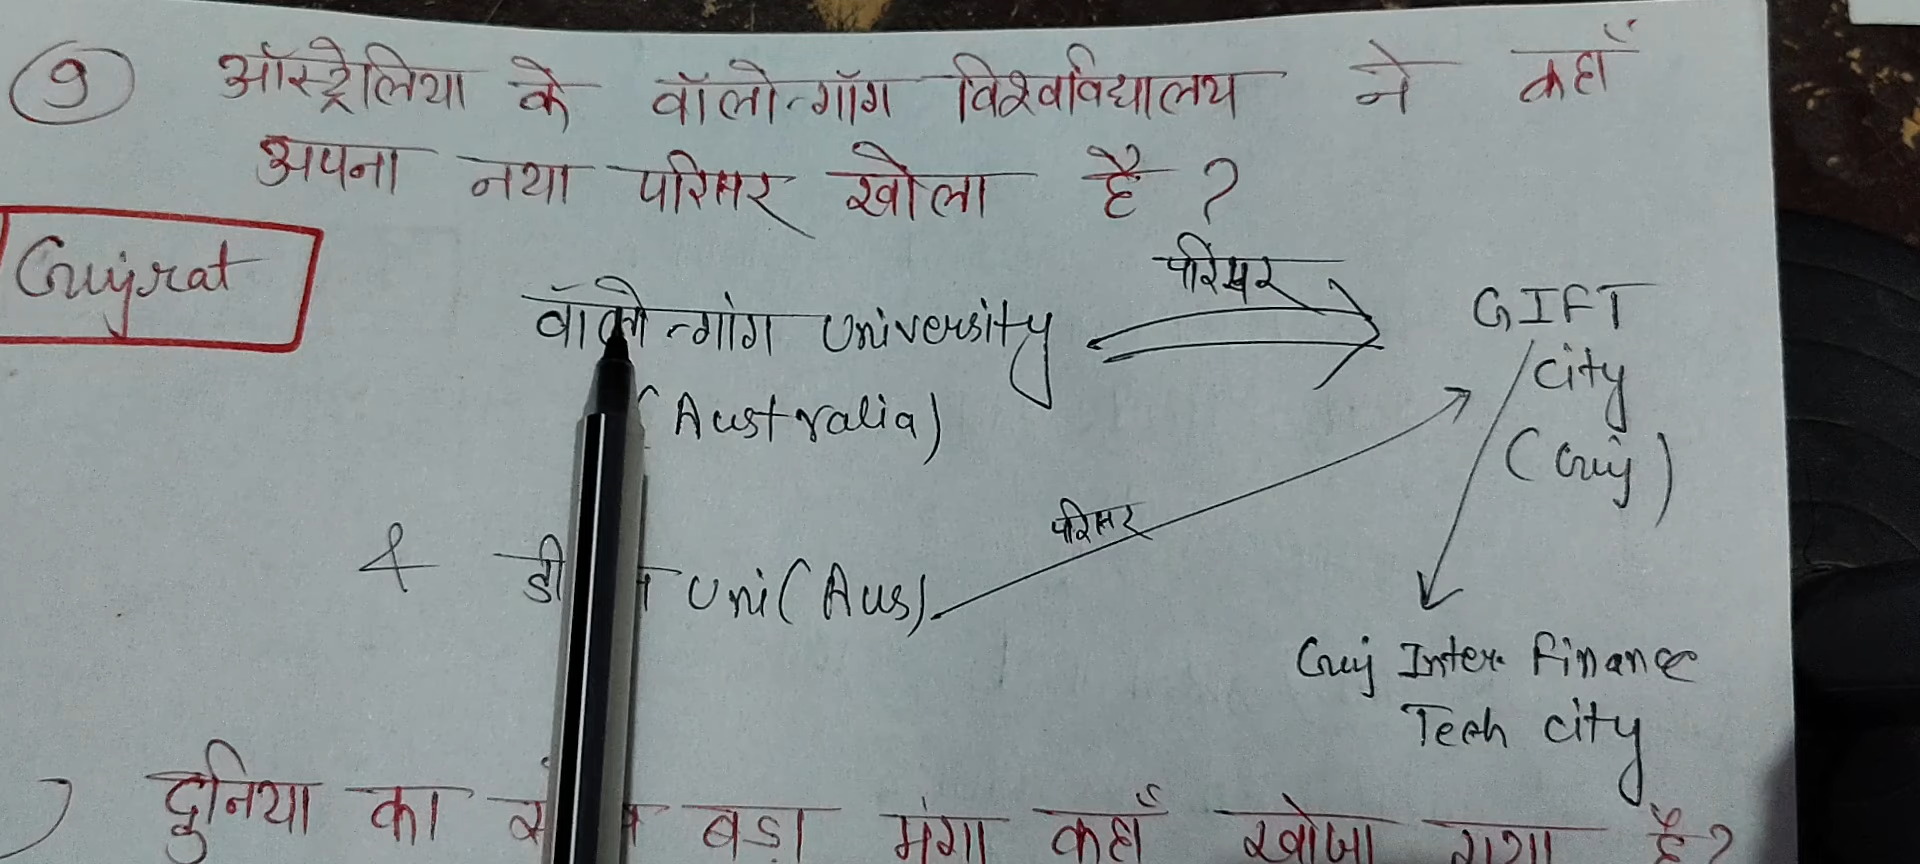 9 ऑस्ट्रेलिया के वॉलोन्गॉग विश्वविद्यालय ने कहाँ
अपना नया परिसर खोला है ?
Gujrat
परिसर
वॉलोन्गांग University
GIFT
city
(Australia)
(Guj)
परिसर
& Uni (Aus)
Guj Inter. Finance
Tech city
दुनिया का बड़ा मुंगा कहाँ खोजा गया है?